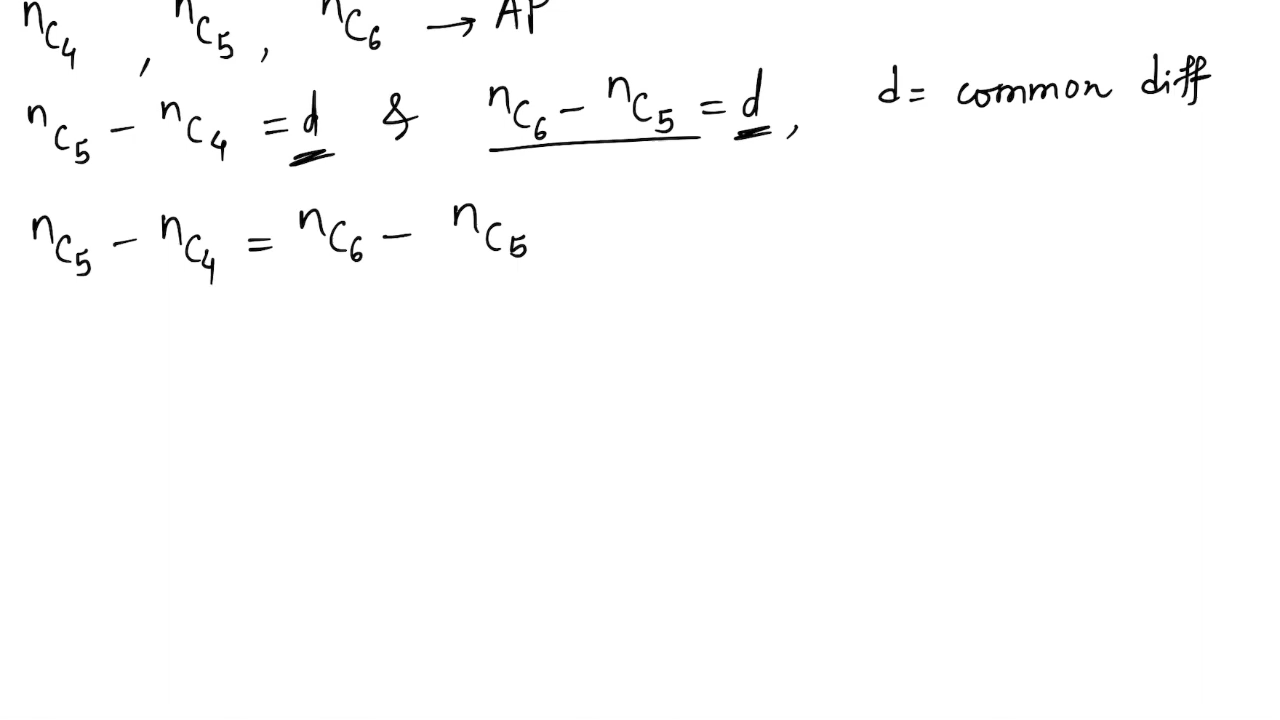 nC4 , nC5 , nC6 → AP
nC5 - nC4 = d & nC6 - nC5 = d , d= common diff
nC5 - nC4 = nC6 - nC5